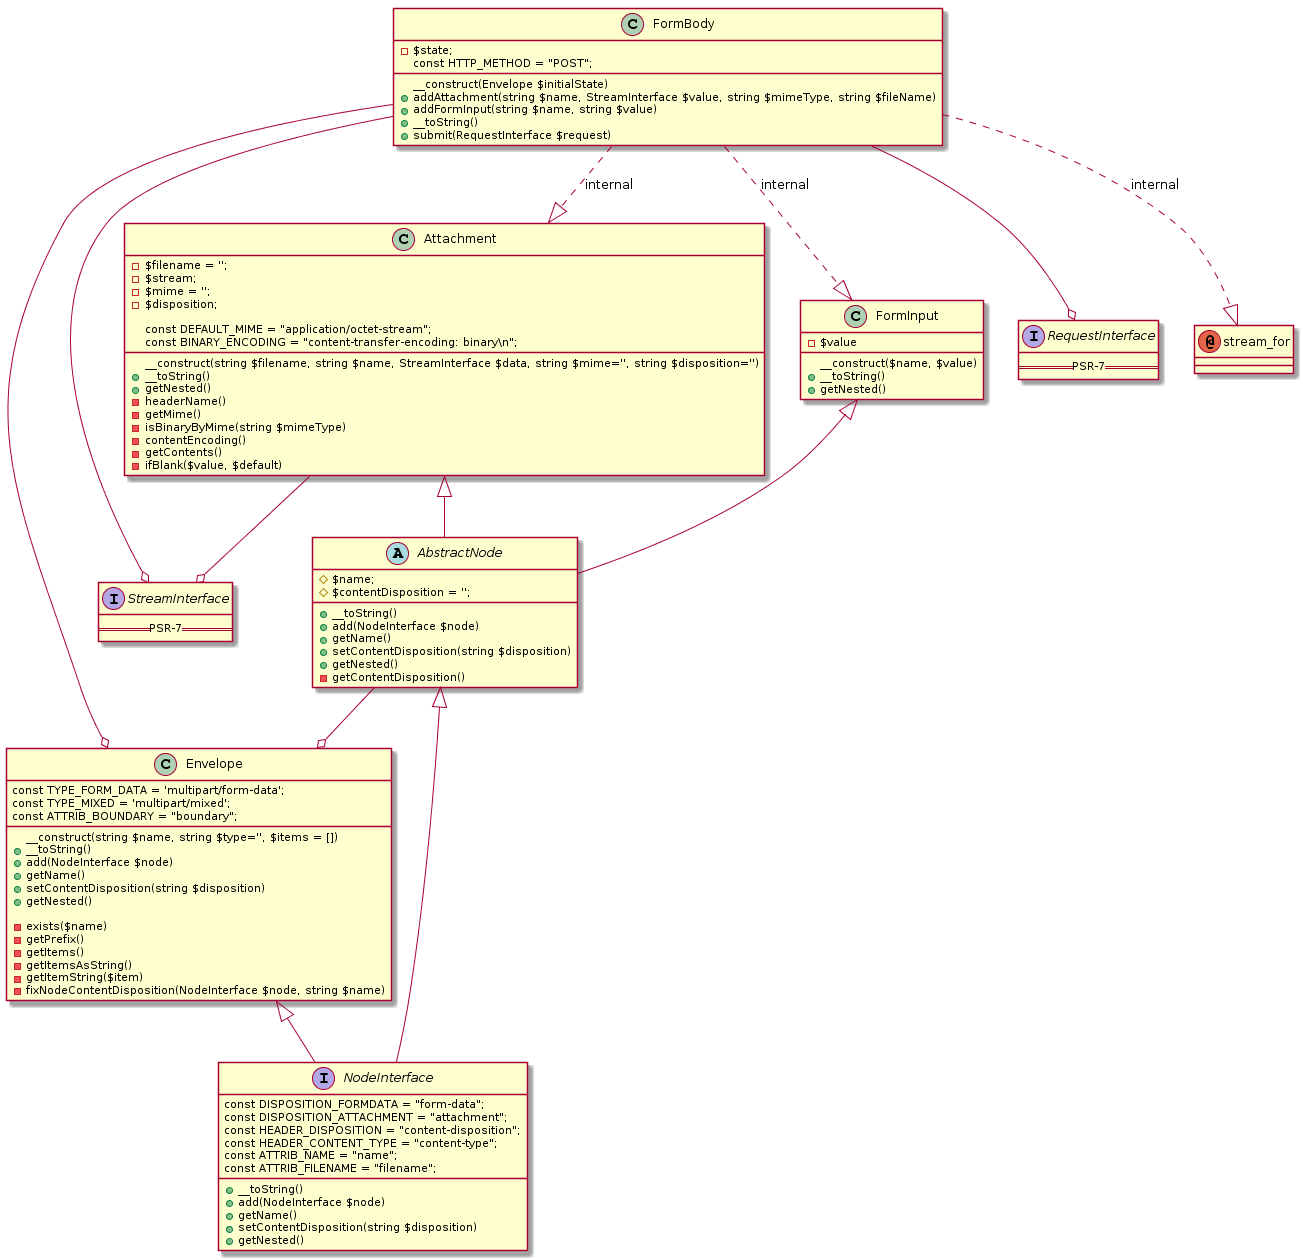 C FormBody
$state;
const HTTP_METHOD = "POST";
__construct(Envelope $initialState)
addAttachment(string $name, StreamInterface $value, string $mimeType, string $fileName)
addFormInput(string $name, string $value)
__toString()
submit(RequestInterface $request)
internal
internal
internal
C Attachment
$filename = '';
$stream;
$mime = '';
$disposition;
const DEFAULT_MIME = "application/octet-stream";
const BINARY_ENCODING = "content-transfer-encoding: binary\n";
__construct(string $filename, string $name, StreamInterface $data, string $mime='', string $disposition='')
__toString()
getNested()
headerName()
getMime()
isBinaryByMime(string $mimeType)
contentEncoding()
getContents()
ifBlank($value, $default)
C FormInput
$value
__construct($name, $value)
__toString()
getNested()
I RequestInterface
PSR-7
@ stream_for
I StreamInterface
PSR-7
A AbstractNode
$name;
$contentDisposition = '';
__toString()
add(NodeInterface $node)
getName()
setContentDisposition(string $disposition)
getNested()
getContentDisposition()
C Envelope
const TYPE_FORM_DATA = 'multipart/form-data';
const TYPE_MIXED = 'multipart/mixed';
const ATTRIB_BOUNDARY = "boundary";
__construct(string $name, string $type='', $items = [])
__toString()
add(NodeInterface $node)
getName()
setContentDisposition(string $disposition)
getNested()
exists($name)
getPrefix()
getItems()
getItemsAsString()
getItemString($item)
fixNodeContentDisposition(NodeInterface $node, string $name)
I NodeInterface
const DISPOSITION_FORMDATA = "form-data";
const DISPOSITION_ATTACHMENT = "attachment";
const HEADER_DISPOSITION = "content-disposition";
const HEADER_CONTENT_TYPE = "content-type";
const ATTRIB_NAME = "name";
const ATTRIB_FILENAME = "filename";
__toString()
add(NodeInterface $node)
getName()
setContentDisposition(string $disposition)
getNested()